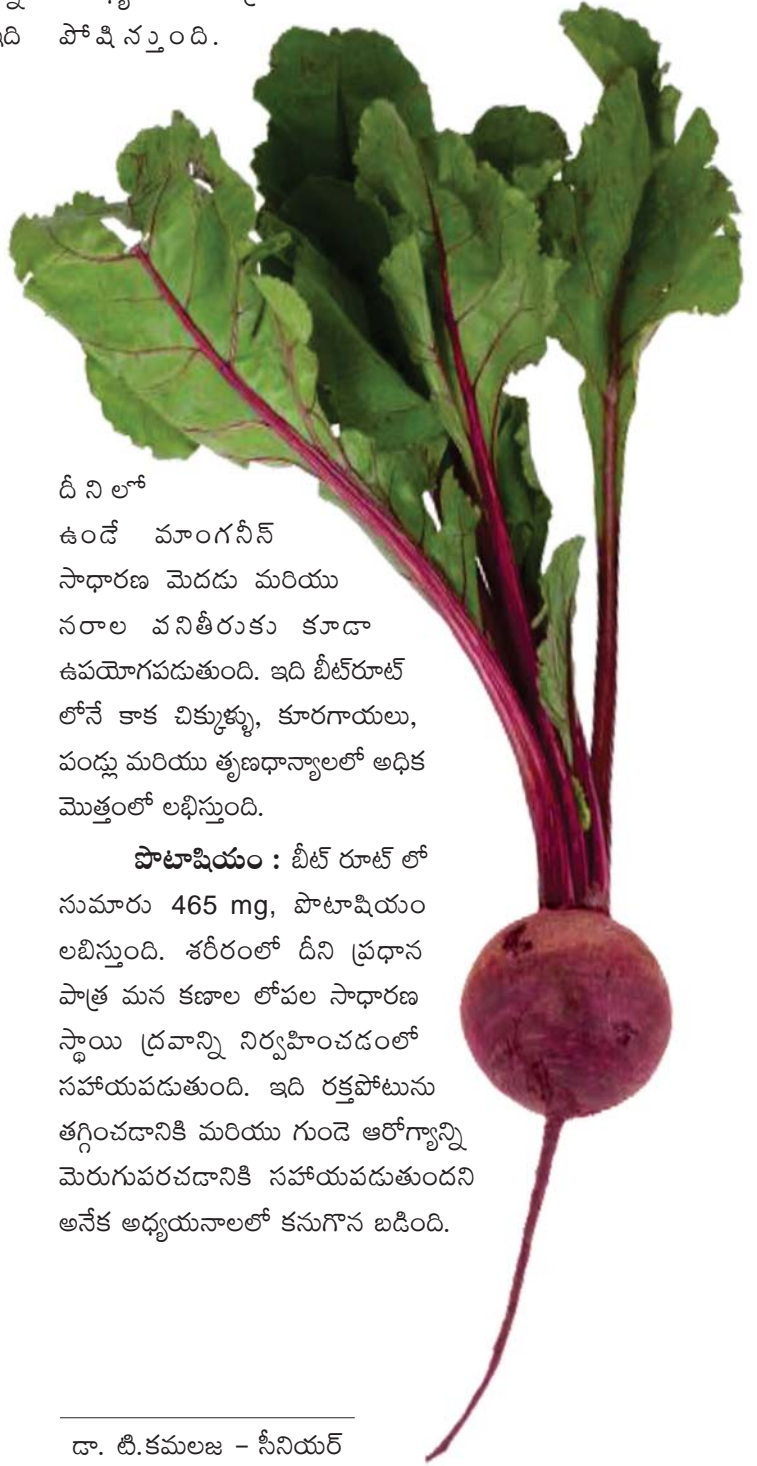 పోషిస్తుంది.
దీనిలో
ఉండే మాంగనీస్
సాధారణ మెదడు మరియు
నరాల పనితీరుకు కూడా
ఉపయోగపడుతుంది. ఇది బీట్‌రూట్
లోనే కాక చిక్కుళ్ళు, కూరగాయలు,
పండ్లు మరియు తృణధాన్యాలలో అధిక
మొత్తంలో లభిస్తుంది.
పొటాషియం : బీట్ రూట్ లో
సుమారు 465 mg, పొటాషియం
లబిస్తుంది. శరీరంలో దీని ప్రధాన
పాత్ర మన కణాల లోపల సాధారణ
స్థాయి ద్రవాన్ని నిర్వహించడంలో
సహాయపడుతుంది. ఇది రక్తపోటును
తగ్గించడానికి మరియు గుండె ఆరోగ్యాన్ని
మెరుగుపరచడానికి సహాయపడుతుందని
అనేక అధ్యయనాలలో కనుగొన బడింది.
డా. టి.కమలజ – సీనియర్